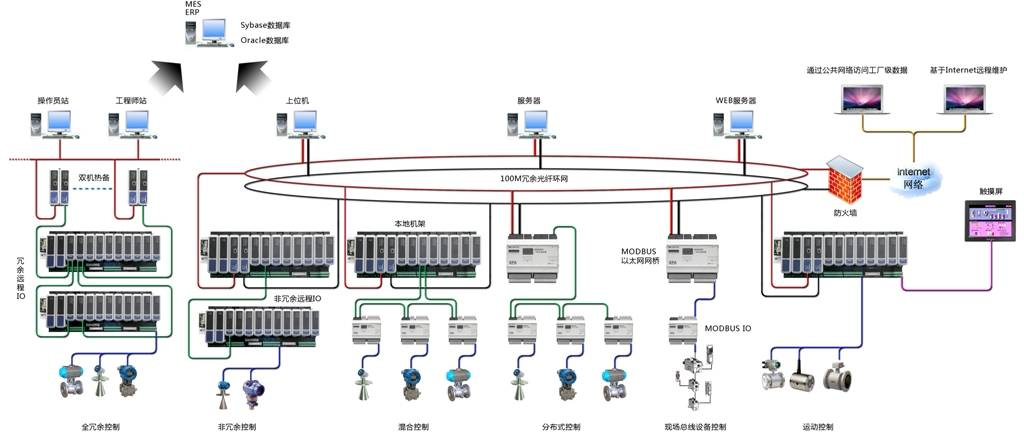 MES
ERP
Sybase数据库
Oracle数据库
操作员站
工程师站
上位机
服务器
WEB服务器
通过公共网络访问工厂级数据
基于Internet远程维护
双机热备
100M冗余光纤环网
internet
网络
防火墙
触摸屏
本地机架
MODBUS
以太网网桥
冗余远程IO
非冗余远程IO
MODBUS IO
全冗余控制
非冗余控制
混合控制
分布式控制
现场总线设备控制
运动控制